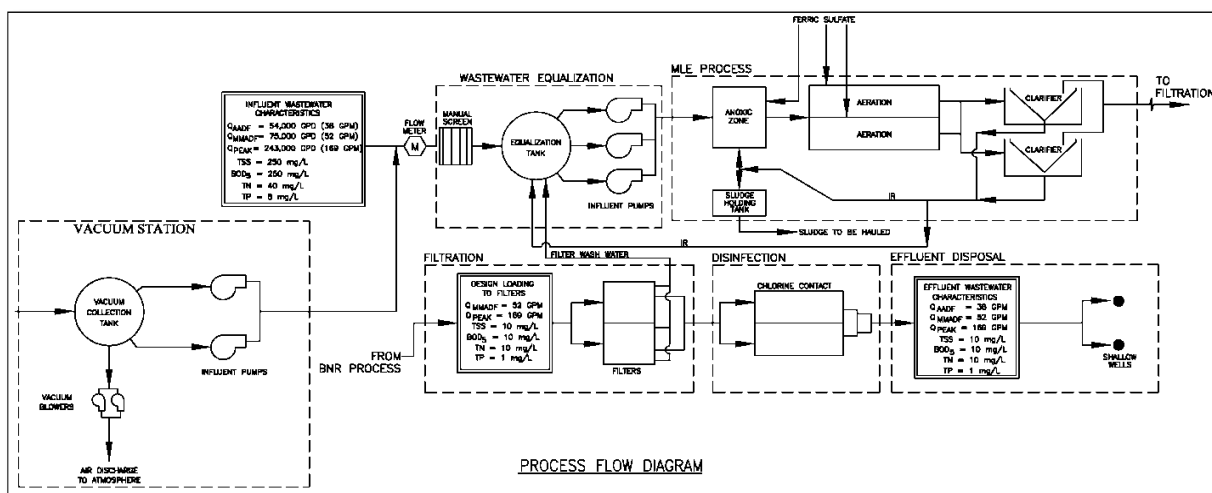 FERRIC SULFATE
WASTEWATER EQUALIZATION
MLE PROCESS
TO
FILTRATION
INFLUENT WASTEWATER
CHARACTERISTICS
QAADF = 54,000 GPD (38 GPM)
QMMADF = 75,000 GPD (52 GPM)
QPEAK = 243,000 GPD (169 GPM)
TSS = 250 mg/L
BOD5 = 250 mg/L
TN = 40 mg/L
FLOW
METER
M
MANUAL
SCREEN
EQUALIZATION
TANK
INFLUENT PUMPS
ANOXIC
ZONE
AERATION
AERATION
CLARIFIER
CLARIFIER
SLUDGE
HOLDING
TANK
IR
SLUDGE TO BE HAULED
IR
FILTER WASH WATER
VACUUM STATION
VACUUM
COLLECTION
TANK
INFLUENT PUMPS
VACUUM
BLOWERS
AIR DISCHARGE
TO ATMOSPHERE
FILTRATION
DESIGN LOADING
TO FILTERS
QMMADF = 52 GPM
QPEAK = 169 GPM
TSS = 10 mg/L
BOD5 = 10 mg/L
TN = 10 mg/L
TP = 1 mg/L
FROM
BNR PROCESS
FILTERS
DISINFECTION
CHLORINE CONTACT
EFFLUENT DISPOSAL
EFFLUENT WASTEWATER
CHARACTERISTICS
QAADF = 38 GPM
QMMADF = 52 GPM
QPEAK = 169 GPM
TSS = 10 mg/L
BOD5 = 10 mg/L
TN = 10 mg/L
TP = 1 mg/L
SHALLOW
WELLS
PROCESS FLOW DIAGRAM